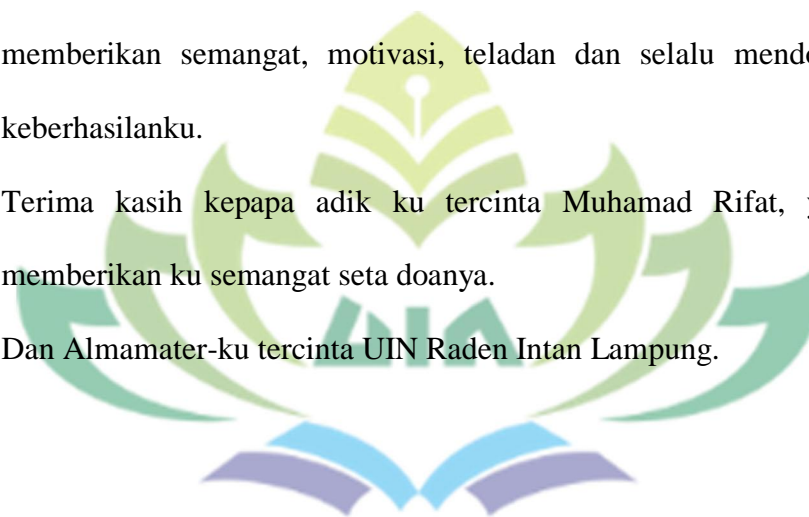 memberikan semangat, motivasi, teladan dan selalu
keberhasilanku.
Terima kasih kepapa adik ku tercinta Muhamad Rifat,
memberikan ku semangat seta doanya.
Dan Almamater-ku tercinta UIN Raden Intan Lampung.
UIN